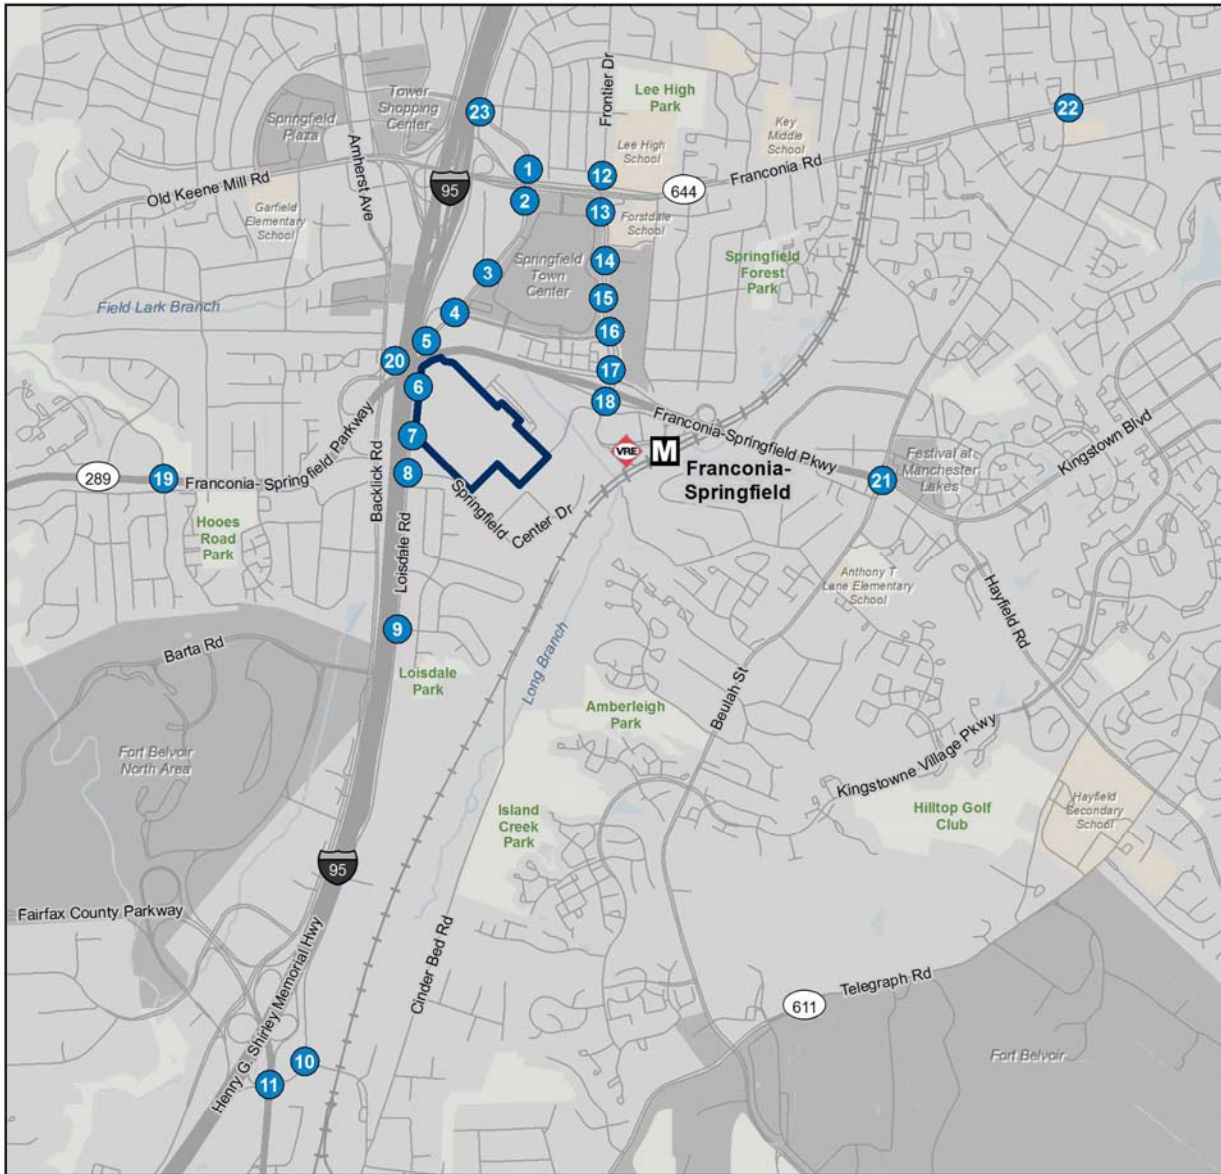 Tower
Shopping
Center
Springfield
Plaza
Amherst Ave
Old Keene Mill Rd
Garfield
Elementary
School
Frontier Dr
Lee High
Park
Lee High
School
Key
Middle
School
Franconia Rd
644
Forstdale
School
Springfield
Forest
Park
Springfield
Town
Center
95
Field Lark Branch
23
22
1
2
12
13
3
14
15
4
16
5
20
17
6
18
7
8
19
21
9
10
11
289
Franconia- Springfield Parkway
Backlick Rd
Loisdale Rd
Springfield Center Dr
Franconia-Springfield Pkwy
VRE
M
Franconia-
Springfield
Festival at
Manchester
Lakes
Kingstown Blvd
Hooes
Road
Park
Anthony T
Lane Elementary
School
Hayfield Rd
Barta Rd
Loisdale
Park
Long Branch
Amberleigh
Park
Beulah St
Kingstowne Village Pkwy
Fort Belvoir
North Area
Island
Creek
Park
Hilltop Golf
Club
Hayfield
Secondary
School
95
Fairfax County Parkway
Henry G. Shirley Memorial Hwy
Cinder Bed Rd
Telegraph Rd
611
Fort Belvoir